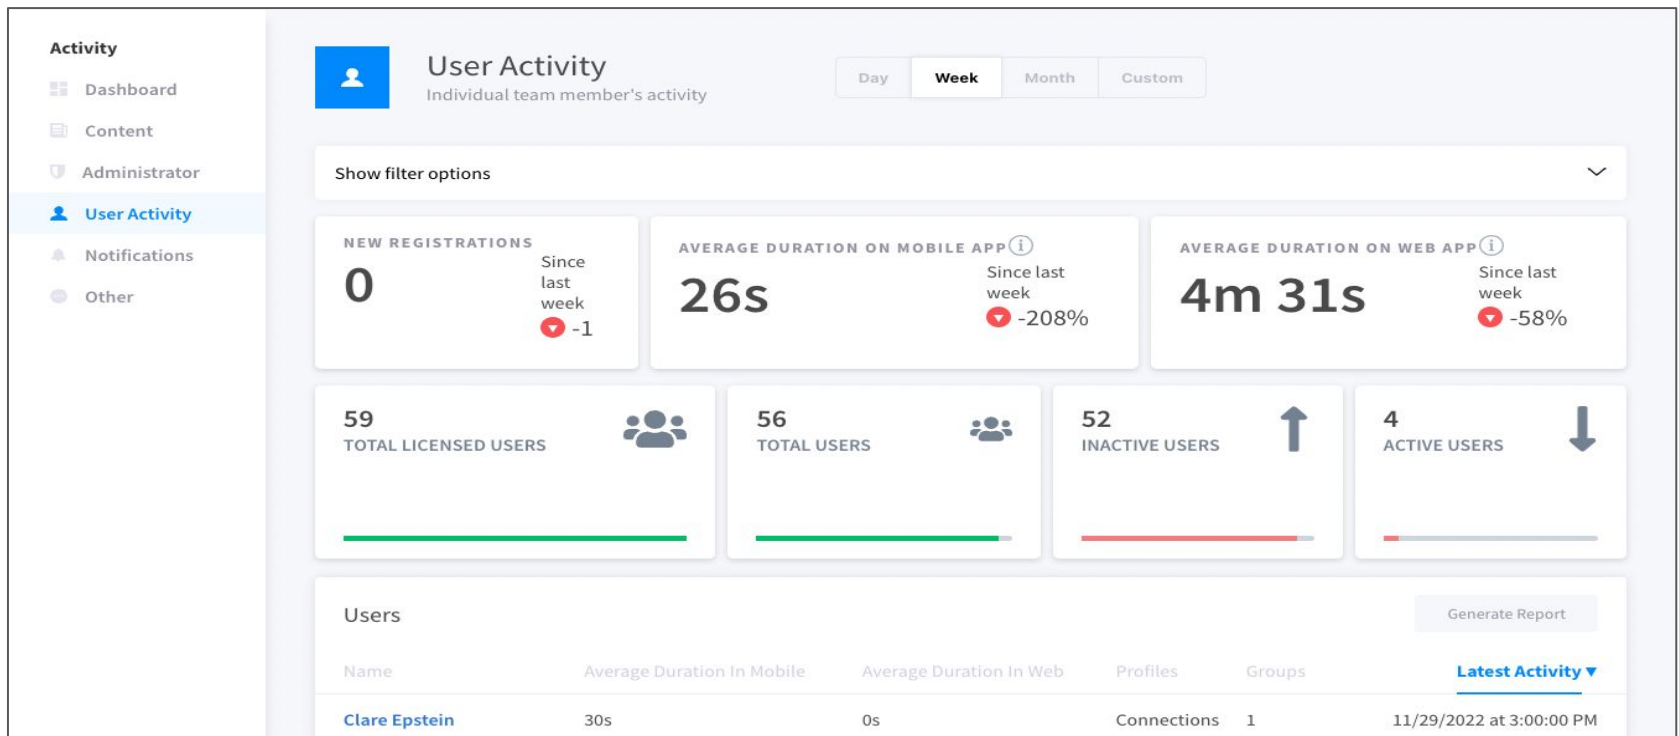 Activity
Dashboard
Content
Administrator
User Activity
Notifications
Other
User Activity
Individual team member's activity
Day Week Month Custom
Show filter options
NEW REGISTRATIONS
0
Since
last
week
-1
AVERAGE DURATION ON MOBILE APP
26s
Since last
week
-208%
AVERAGE DURATION ON WEB APP
4m 31s
Since last
week
-58%
59
TOTAL LICENSED USERS
56
TOTAL USERS
52
INACTIVE USERS
4
ACTIVE USERS
Users
Generate Report
Name Average Duration In Mobile Average Duration In Web Profiles Groups Latest Activity
Clare Epstein 30s 0s Connections 1 11/29/2022 at 3:00:00 PM